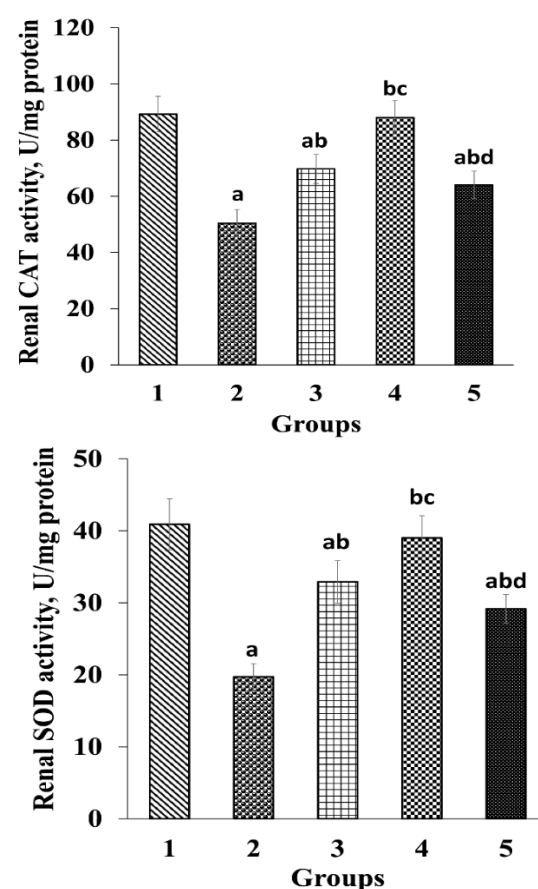 Renal CAT activity, U/mg protein
120
100
80
60
40
20
0
a
ab
bc
abd
1 2 3 4 5
Groups
Renal SOD activity, U/mg protein
50
40
30
20
10
0
a
ab
bc
abd
1 2 3 4 5
Groups